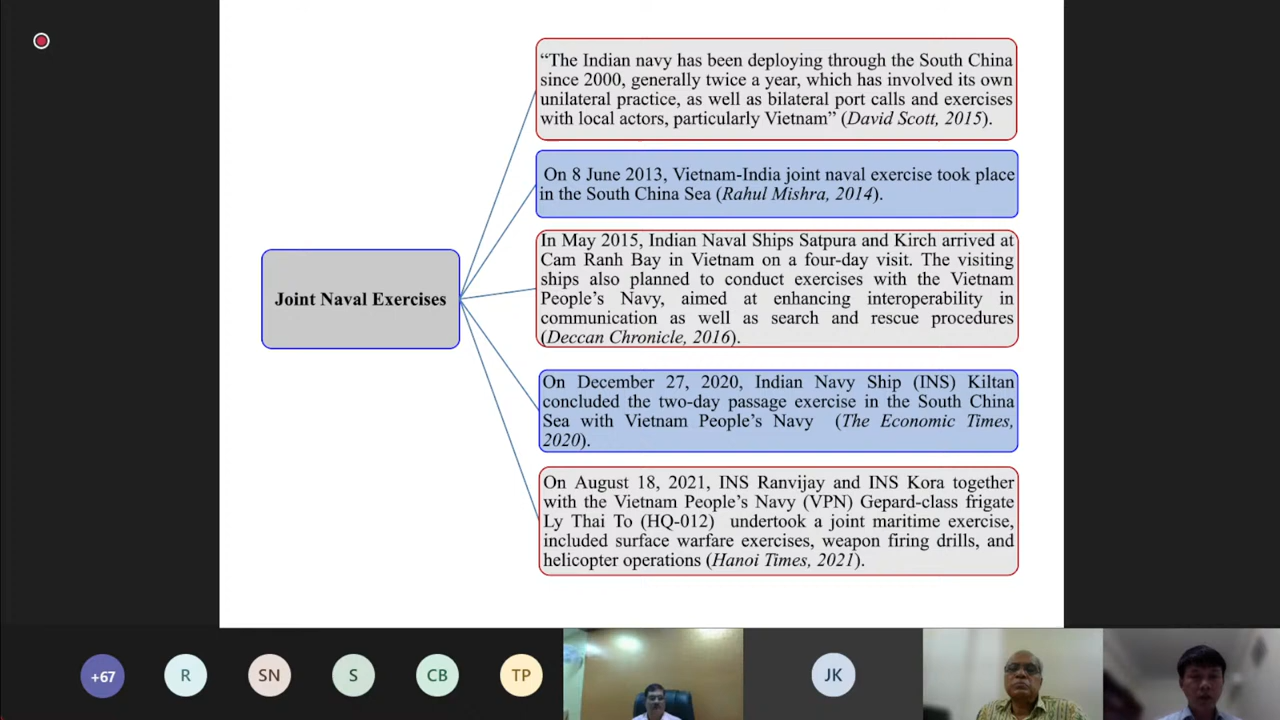 “The Indian navy has been deploying through the South China
since 2000, generally twice a year, which has involved its own
unilateral practice, as well as bilateral port calls and exercises
with local actors, particularly Vietnam” (David Scott, 2015).
On 8 June 2013, Vietnam-India joint naval exercise took place
in the South China Sea (Rahul Mishra, 2014).
Joint Naval Exercises
In May 2015, Indian Naval Ships Satpura and Kirch arrived at
Cam Ranh Bay in Vietnam on a four-day visit. The visiting
ships also planned to conduct exercises with the Vietnam
People’s Navy, aimed at enhancing interoperability in
communication as well as search and rescue procedures
(Deccan Chronicle, 2016).
On December 27, 2020, Indian Navy Ship (INS) Kiltan
concluded the two-day passage exercise in the South China
Sea with Vietnam People’s Navy (The Economic Times,
2020).
On August 18, 2021, INS Ranvijay and INS Kora together
with the Vietnam People’s Navy (VPN) Gepard-class frigate
Ly Thai To (HQ-012) undertook a joint maritime exercise,
included surface warfare exercises, weapon firing drills, and
helicopter operations (Hanoi Times, 2021).
+67
R
SN
S
CB
TP
JK